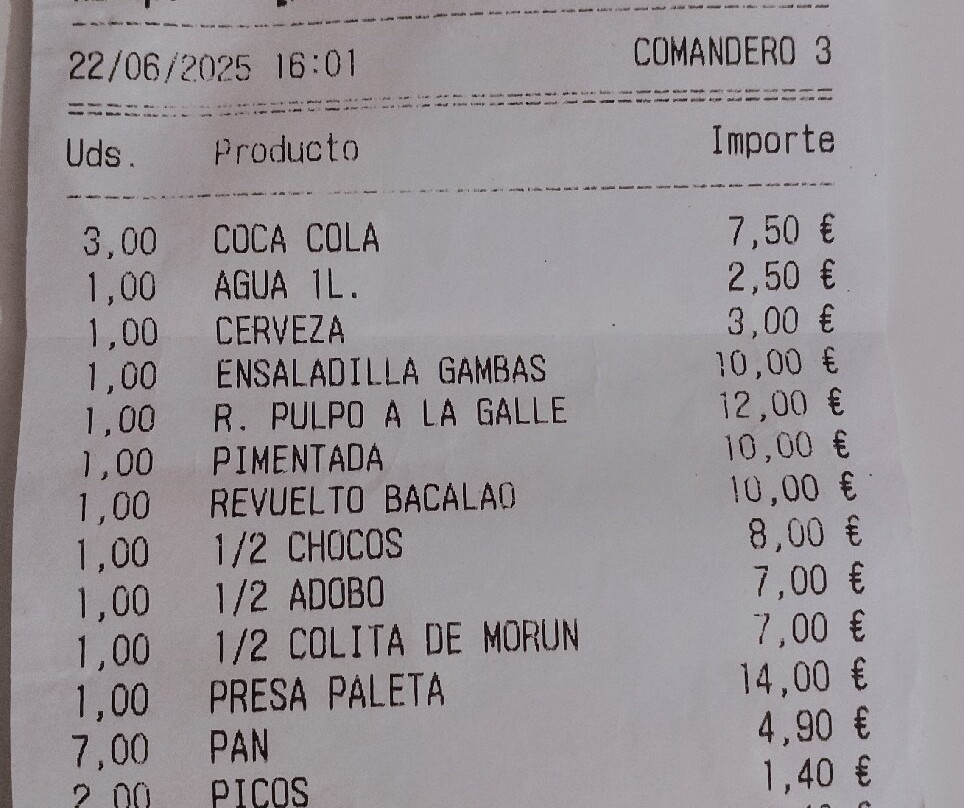 22/06/2025 16:01 COMANDERO 3
Uds. Producto Importe
3,00 COCA COLA 7,50 €
1,00 AGUA 1L. 2,50 €
1,00 CERVEZA 3,00 €
1,00 ENSALADILLA GAMBAS 10,00 €
1,00 R. PULPO A LA GALLE 12,00 €
1,00 PIMENTADA 10,00 €
1,00 REVUELTO BACALAO 10,00 €
1,00 1/2 CHOCOS 8,00 €
1,00 1/2 ADOBO 7,00 €
1,00 1/2 COLITA DE MORUN 7,00 €
1,00 PRESA PALETA 14,00 €
7,00 PAN 4,90 €
2,00 PICOS 1,40 €